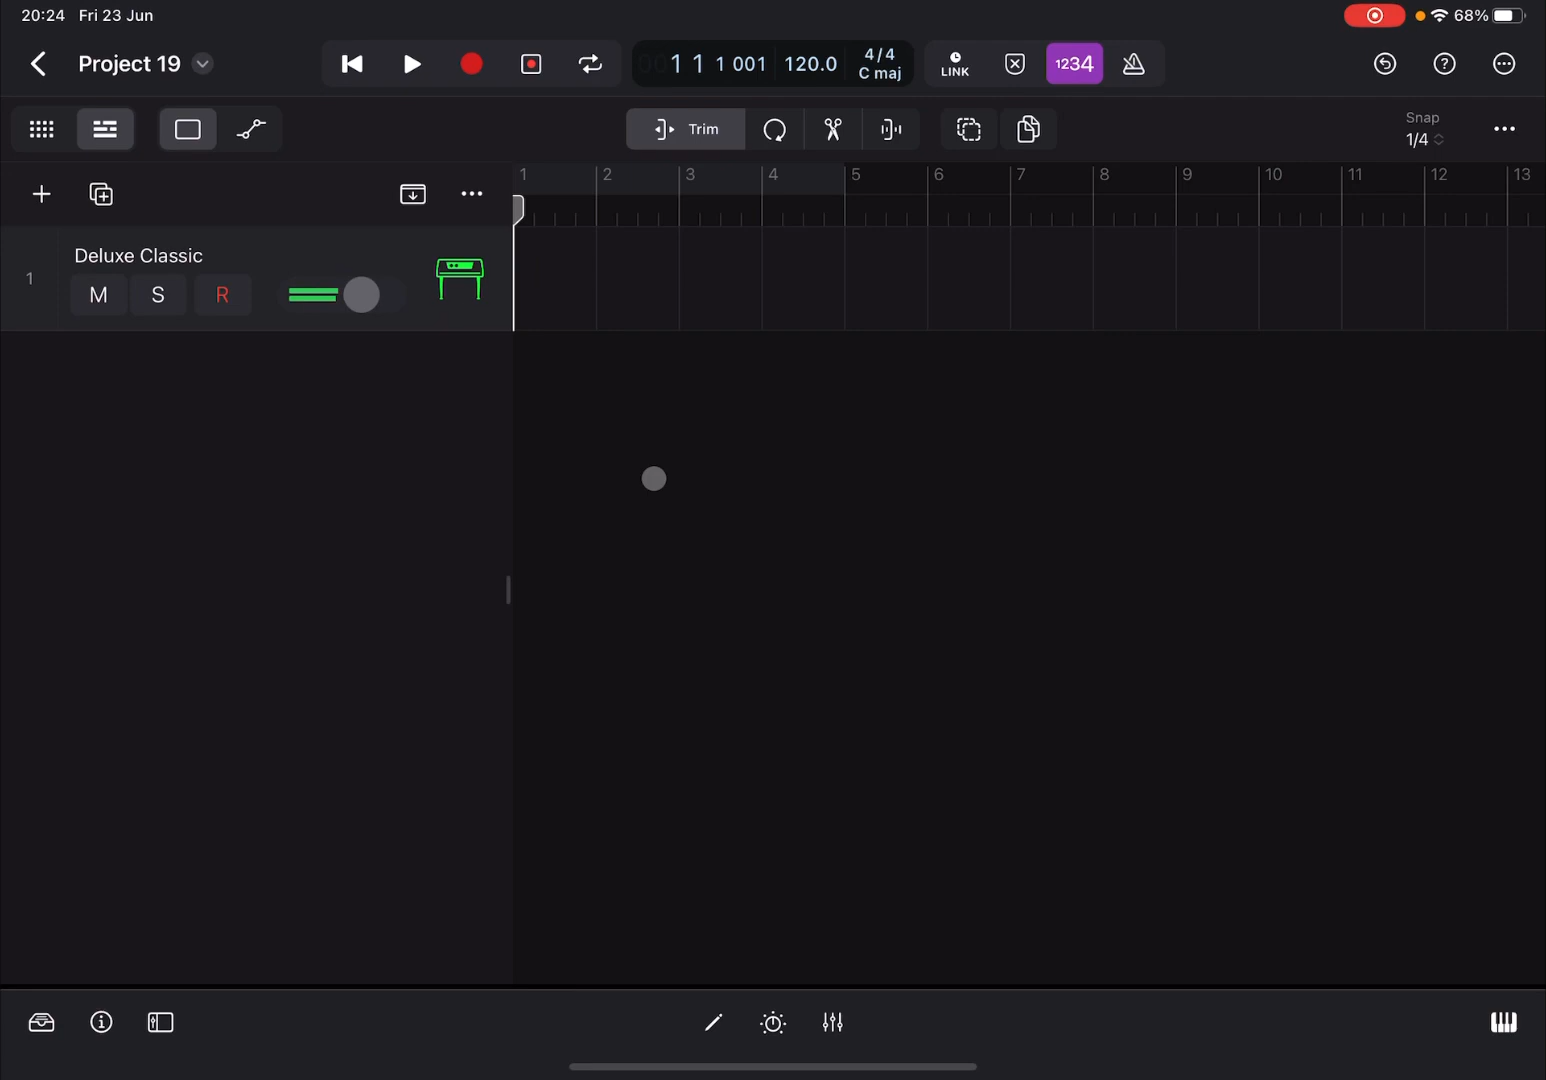 20:24 Fri 23 Jun
68%
Project 19
001 1 1 001 120.0 4/4 C maj
LINK
1234
Trim
Snap
1/4
1 2 3 4 5 6 7 8 9 10 11 12 13
Deluxe Classic
1
M S R